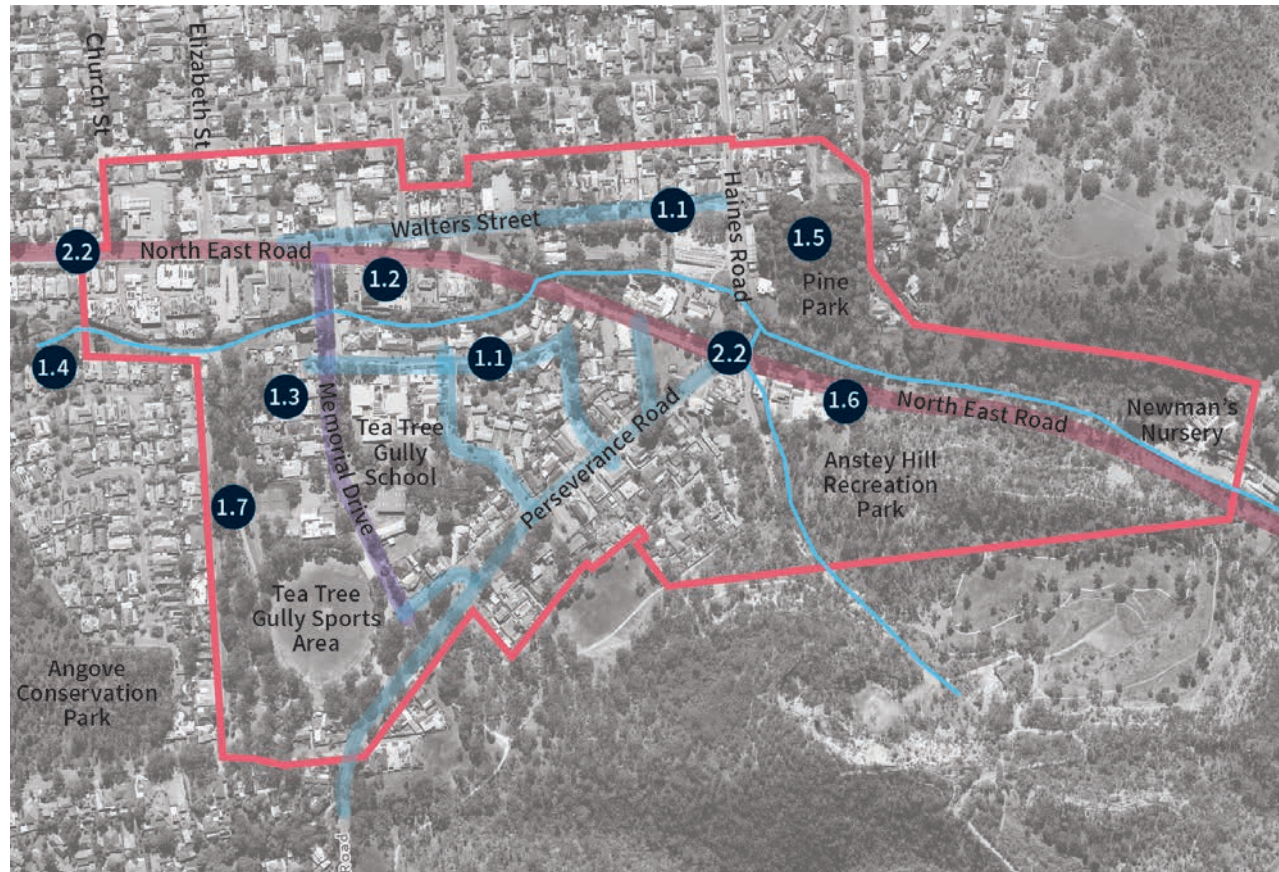 Church St
Elizabeth St
Haines Road
1.1
Walters Street
2.2
North East Road
1.5
1.2
Pine
Park
1.4
1.1
2.2
1.3
Memorial Drive
1.6
North East Road
Newman's
Nursery
Tea Tree
Gully
School
Perseverance Road
Anstey Hill
Recreation
Park
1.7
Tea Tree
Gully Sports
Area
Angove
Conservation
Park
Road